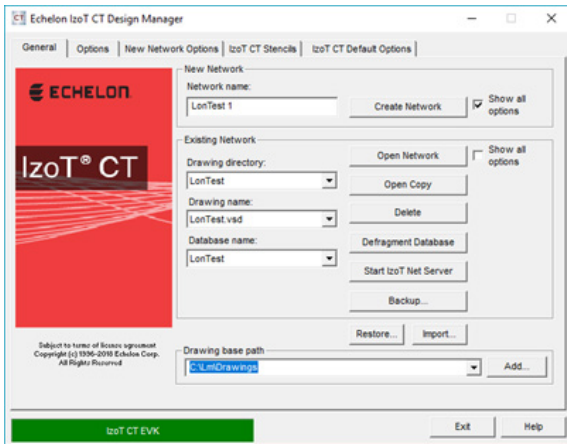 Echelon IzoT CT Design Manager
General
Options
New Network Options
IzoT CT Stencils
IzoT CT Default Options
ECHELON
IzoT® CT
Subject to terms of license agreement
Copyright (c) 1996-2018 Echelon Corp.
All Rights Reserved
New Network
Network name:
LonTest 1
Create Network
Show all
options
Existing Network
Drawing directory:
LonTest
Drawing name:
LonTest.vsd
Database name:
LonTest
Open Network
Show all
options
Open Copy
Delete
Defragment Database
Start IzoT Net Server
Backup...
Restore...
Import...
Drawing base path
C:\Lm\Drawings
Add...
IzoT CT EVK
Exit
Help